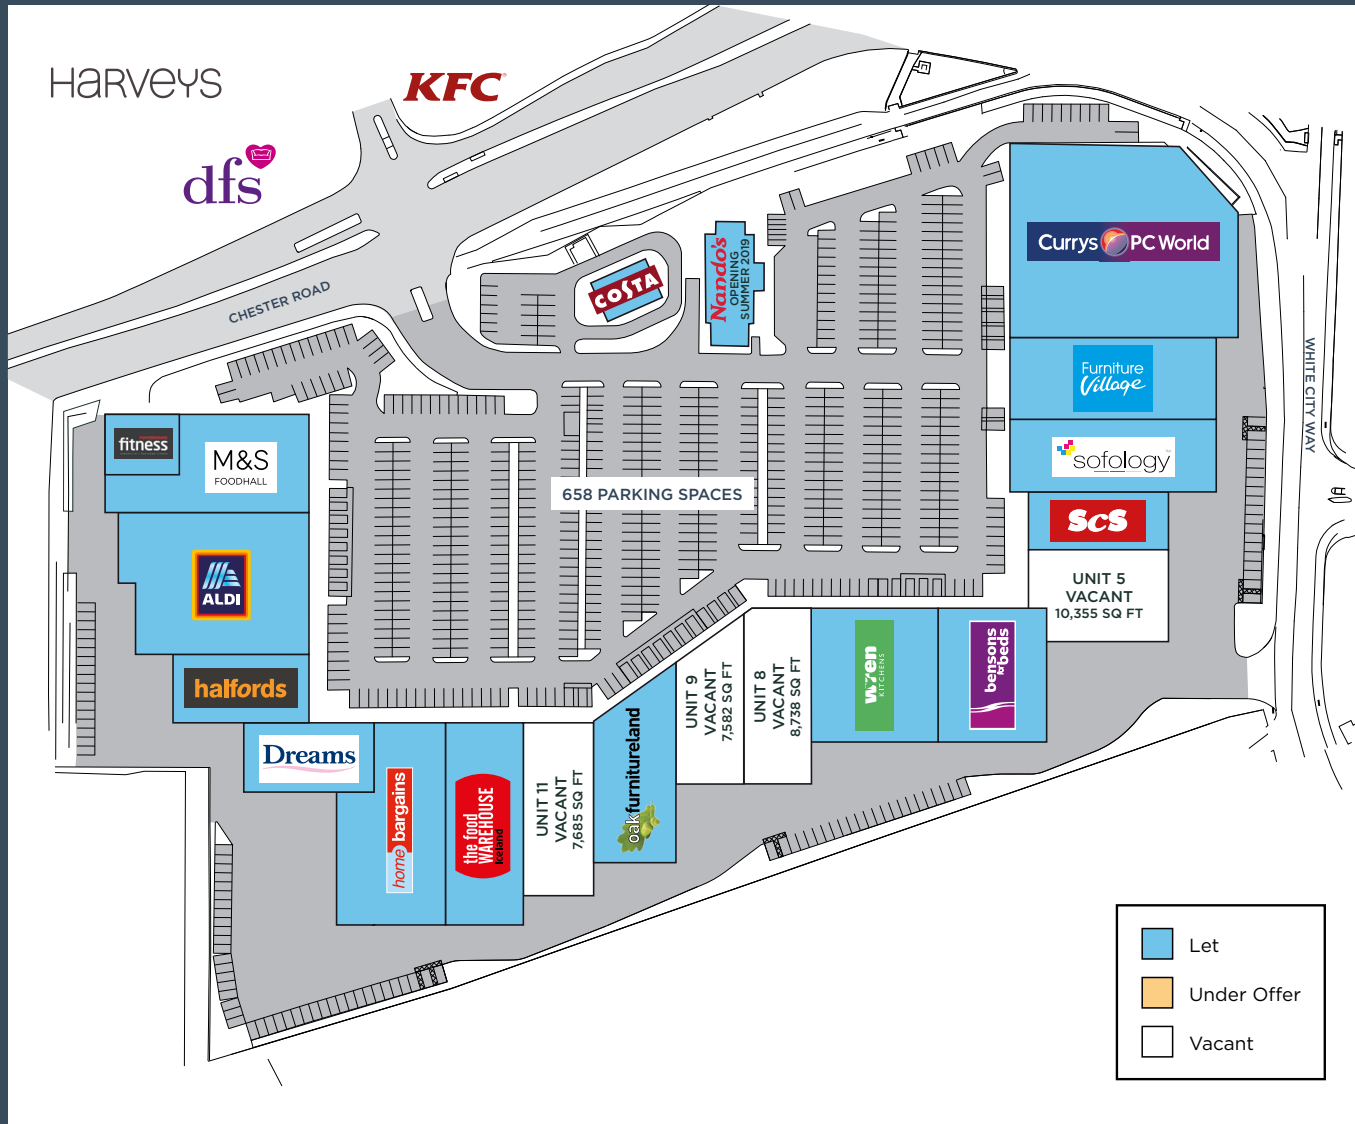 HARVEYS
KFC
dfs
CHESTER ROAD
COSTA
Nando's
OPENING
SUMMER 2019
Currys PC World
Furniture
Village
sofology
ScS
UNIT 5
VACANT
10,355 SQ FT
WHITE CITY WAY
fitness
M&S
FOODHALL
658 PARKING SPACES
ALDI
halfords
Dreams
home bargains
the food
WAREHOUSE
Iceland
UNIT 11
VACANT
7,685 SQ FT
oakfurnitureland
UNIT 9
VACANT
7,582 SQ FT
UNIT 8
VACANT
8,738 SQ FT
wren
KITCHENS
bensons
for beds
Let
Under Offer
Vacant